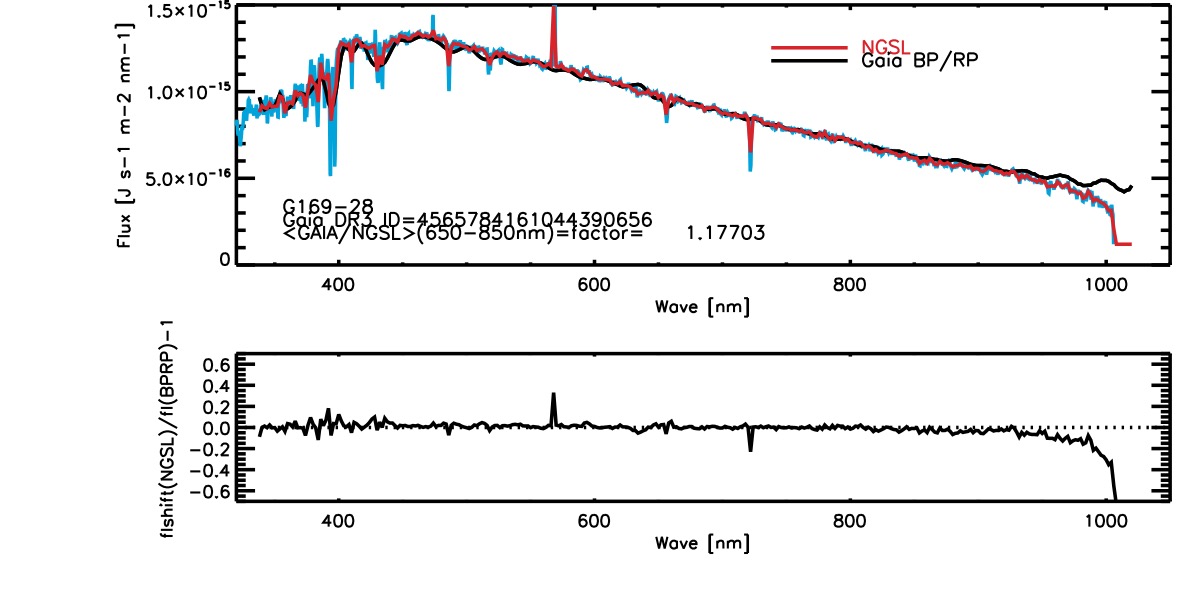 1.5×10−15
1.0×10−15
5.0×10−16
0
Flux [J s−1 m−2 nm−1]
NGSL
Gaia BP/RP
G169−28
Gaia DR3 ID=4565784161044390656
<GAIA/NGSL>(650−850nm)=factor= 1.17703
400 600 800 1000
Wave [nm]
flshift(NGSL)/fl(BPRP)−1
0.6
0.4
0.2
0.0
−0.2
−0.4
−0.6
400 600 800 1000
Wave [nm]